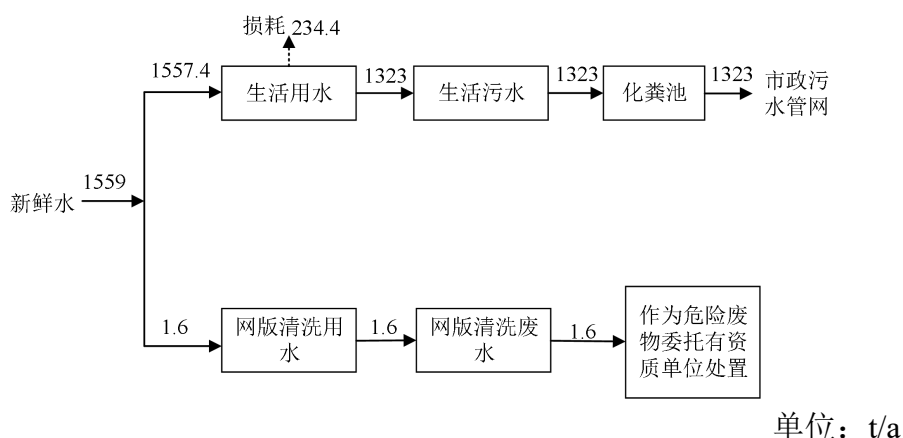 损耗 234.4
1557.4
生活用水
1323
生活污水
1323
化粪池
1323
市政污
水管网
新鲜水
1559
1.6
网版清洗用
水
1.6
网版清洗废
水
1.6
作为危险废
物委托有资
质单位处置
单位：t/a